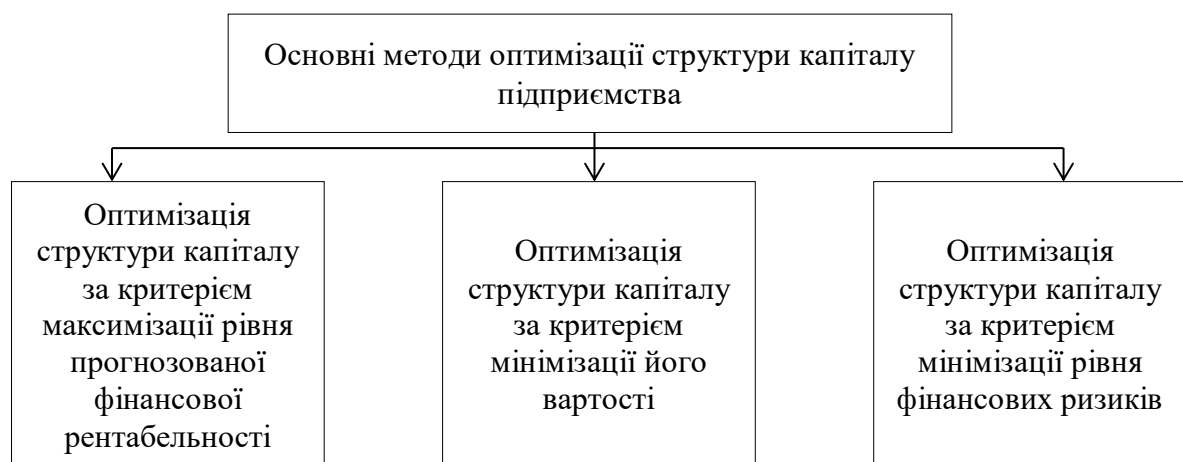 Основні методи оптимізації структури капіталу
підприємства
Оптимізація
структури капіталу
за критерієм
максимізації рівня
прогнозованої
фінансової
рентабельності
Оптимізація
структури капіталу
за критерієм
мінімізації його
вартості
Оптимізація
структури капіталу
за критерієм
мінімізації рівня
фінансових ризиків